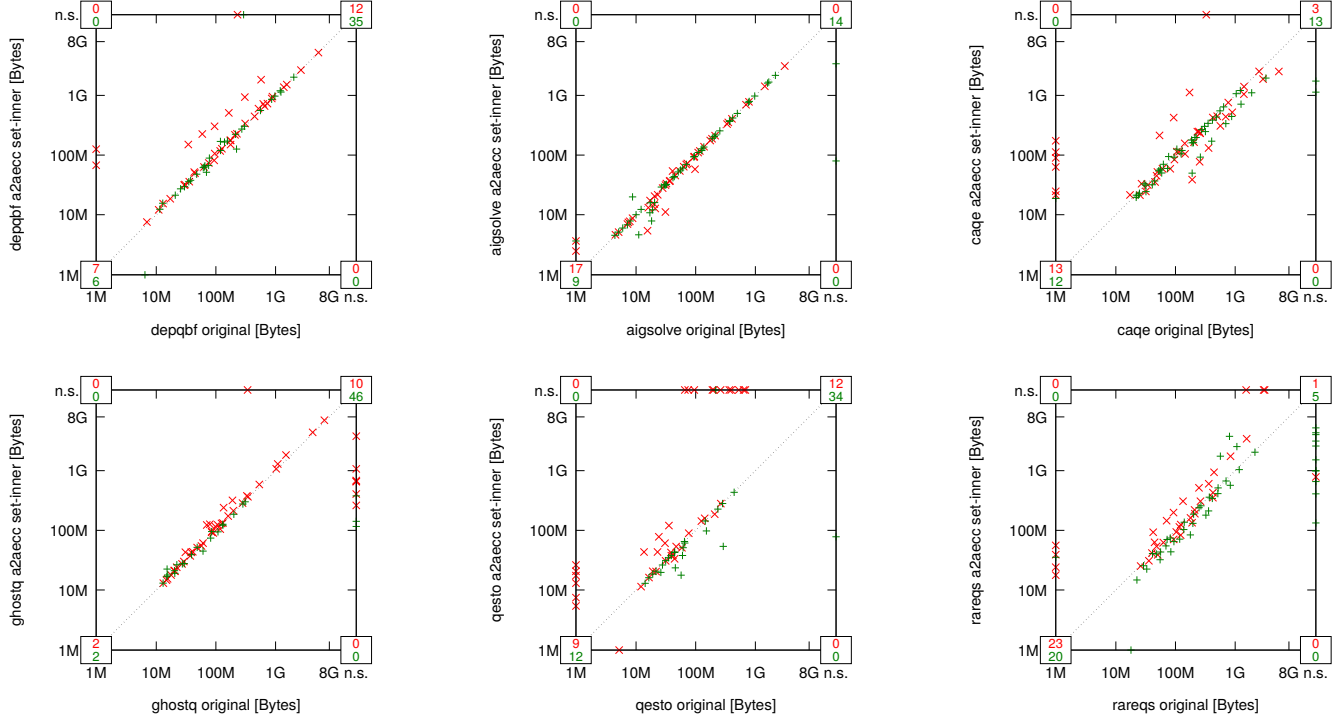 n.s.
0
0
12
35
8G
1G
100M
10M
1M
7
6
0
0
1M
10M
100M
1G
8G
n.s.
depqbf a2aecc set-inner [Bytes]
depqbf original [Bytes]
n.s.
0
0
0
14
8G
1G
100M
10M
1M
17
9
0
0
1M
10M
100M
1G
8G
n.s.
aigsolve a2aecc set-inner [Bytes]
aigsolve original [Bytes]
n.s.
0
0
3
13
8G
1G
100M
10M
1M
13
12
0
0
1M
10M
100M
1G
8G
n.s.
caqe a2aecc set-inner [Bytes]
caqe original [Bytes]
n.s.
0
0
10
46
8G
1G
100M
10M
1M
2
2
0
0
1M
10M
100M
1G
8G
n.s.
ghostq a2aecc set-inner [Bytes]
ghostq original [Bytes]
n.s.
0
0
12
34
8G
1G
100M
10M
1M
9
12
0
0
1M
10M
100M
1G
8G
n.s.
qesto a2aecc set-inner [Bytes]
qesto original [Bytes]
n.s.
0
0
1
5
8G
1G
100M
10M
1M
23
20
0
0
1M
10M
100M
1G
8G
n.s.
rareqs a2aecc set-inner [Bytes]
rareqs original [Bytes]